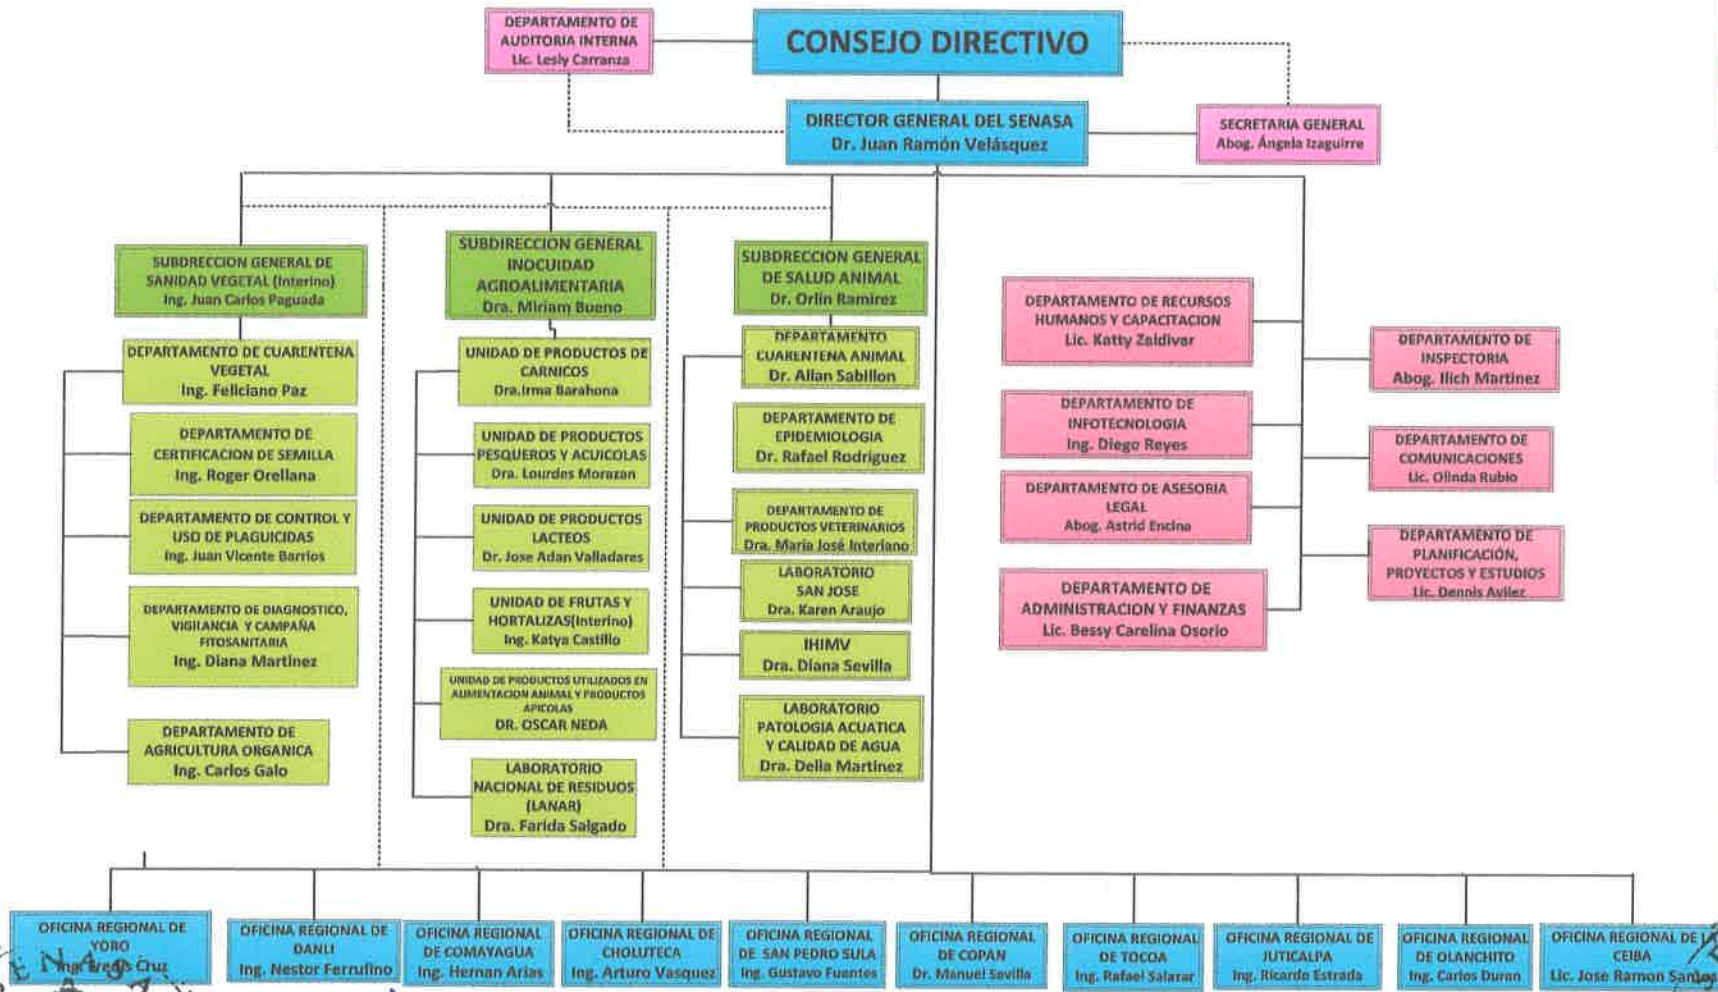 DEPARTAMENTO DE
AUDITORIA INTERNA
Lic. Lesly Carranza
CONSEJO DIRECTIVO
DIRECTOR GENERAL DEL SENASA
Dr. Juan Ramón Velásquez
SECRETARIA GENERAL
Abog. Ángela Izaguirre
SUBDRECCION GENERAL DE
SANIDAD VEGETAL (Interino)
Ing. Juan Carlos Paguada
DEPARTAMENTO DE CUARENTENA
VEGETAL
Ing. Feliciano Paz
DEPARTAMENTO DE
CERTIFICACION DE SEMILLA
Ing. Roger Orellana
DEPARTAMENTO DE CONTROL Y
USO DE PLAGUICIDAS
Ing. Juan Vicente Barrios
DEPARTAMENTO DE DIAGNOSTICO,
VIGILANCIA Y CAMPAÑA
FITOSANITARIA
Ing. Diana Martinez
DEPARTAMENTO DE
AGRICULTURA ORGANICA
Ing. Carlos Galo
SUBDIRECCION GENERAL
INOCUIDAD
AGROALIMENTARIA
Dra. Miriam Bueno
UNIDAD DE PRODUCTOS DE
CARNICOS
Dra.Irma Barahona
UNIDAD DE PRODUCTOS
PESQUEROS Y ACUICOLAS
Dra. Lourdes Morazan
UNIDAD DE PRODUCTOS
LACTEOS
Dr. Jose Adan Valladares
UNIDAD DE FRUTAS Y
HORTALIZAS(Interino)
Ing. Katya Castillo
UNIDAD DE PRODUCTOS UTILIZADOS EN
ALIMENTACION ANIMAL Y PRODUCTOS
APICOLAS
DR. OSCAR NEDA
LABORATORIO
NACIONAL DE RESIDUOS
(LANAR)
Dra. Farida Salgado
SUBDIRECCION GENERAL
DE SALUD ANIMAL
Dr. Orlin Ramirez
DEPARTAMENTO
CUARENTENA ANIMAL
Dr. Allan Sabillon
DEPARTAMENTO DE
EPIDEMIOLOGIA
Dr. Rafael Rodriguez
DEPARTAMENTO DE
PRODUCTOS VETERINARIOS
Dra. María José Interiano
LABORATORIO
SAN JOSE
Dra. Karen Araujo
IHIMV
Dra. Diana Sevilla
LABORATORIO
PATOLOGIA ACUATICA
Y CALIDAD DE AGUA
Dra. Delia Martinez
DEPARTAMENTO DE RECURSOS
HUMANOS Y CAPACITACION
Lic. Katty Zaldivar
DEPARTAMENTO DE
INFOTECNOLOGIA
Ing. Diego Reyes
DEPARTAMENTO DE ASESORIA
LEGAL
Abog. Astrid Encina
DEPARTAMENTO DE
ADMINISTRACION Y FINANZAS
Lic. Bessy Carelina Osorio
DEPARTAMENTO DE
INSPECTORIA
Abog. Ilich Martinez
DEPARTAMENTO DE
COMUNICACIONES
Lic. Olinda Rubio
DEPARTAMENTO DE
PLANIFICACIÓN,
PROYECTOS Y ESTUDIOS
Lic. Dennis Avilez
OFICINA REGIONAL DE
YORO
Cruz
OFICINA REGIONAL DE
DANLI
Ing. Nestor Ferrufino
OFICINA REGIONAL
DE COMAYAGUA
Ing. Hernan Arias
OFICINA REGIONAL DE
CHOLUTECA
Ing. Arturo Vasquez
OFICINA REGIONAL
DE SAN PEDRO SULA
Ing. Gustavo Fuentes
OFICINA REGIONAL
DE COPAN
Dr. Manuel Sevilla
OFICINA REGIONAL
DE TOCOA
Ing. Rafael Salazar
OFICINA REGIONAL DE
JUTICALPA
Ing. Ricardo Estrada
OFICINA REGIONAL
DE OLANCHITO
Ing. Carlos Duran
OFICINA REGIONAL DE LA
CEIBA
Lic. Jose Ramon Santos